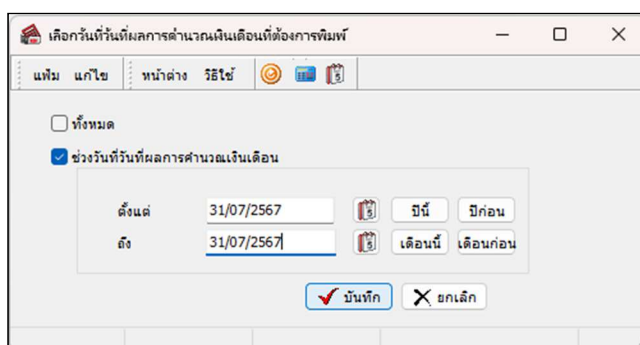 เลือกวันที่วันที่ผลการคำนวณเงินเดือนที่ต้องการพิมพ์
แฟ้ม แก้ไข หน้าต่าง วิธีใช้
ทั้งหมด
ช่วงวันที่วันที่ผลการคำนวณเงินเดือน
ตั้งแต่ 31/07/2567 ปีนี้ ปีก่อน
ถึง 31/07/2567 เดือนนี้ เดือนก่อน
บันทึก ยกเลิก